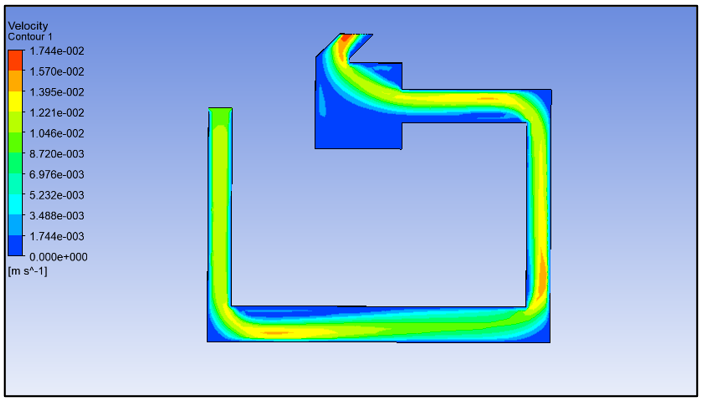 Velocity
Contour 1
1.744e-002
1.570e-002
1.395e-002
1.221e-002
1.046e-002
8.720e-003
6.976e-003
5.232e-003
3.488e-003
1.744e-003
0.000e+000
[m s^-1]